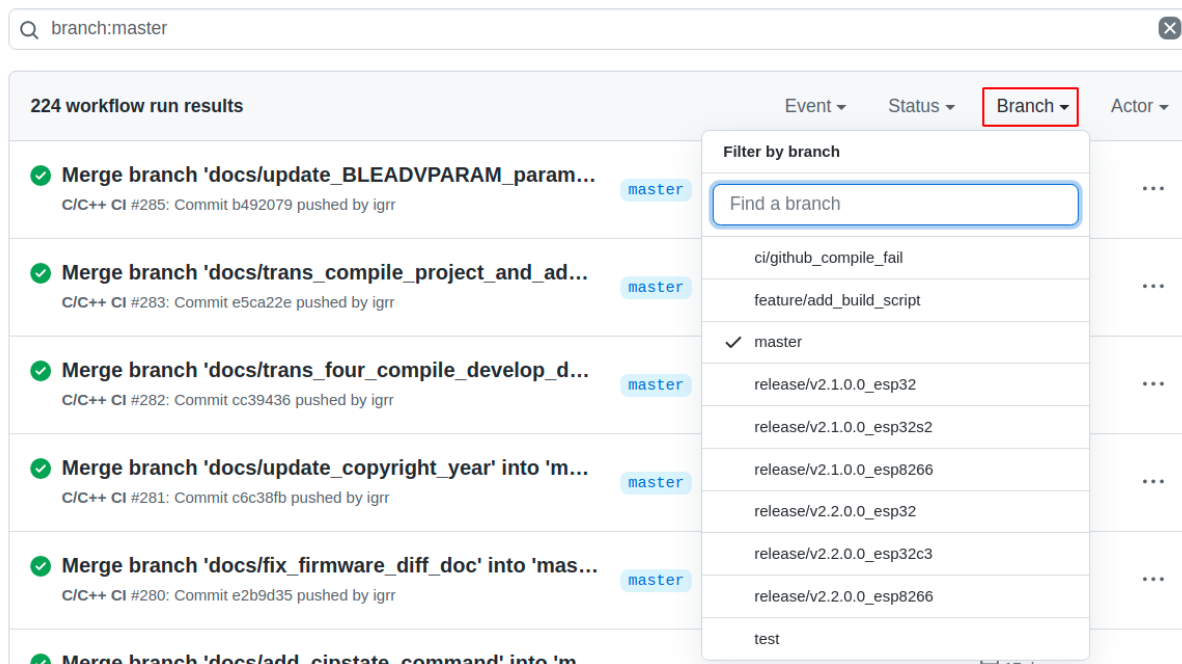 branch:master
224 workflow run results
Event
Status
Branch
Actor
Filter by branch
Find a branch
ci/github_compile_fail
feature/add_build_script
master
release/v2.1.0.0_esp32
release/v2.1.0.0_esp32s2
release/v2.1.0.0_esp8266
release/v2.2.0.0_esp32
release/v2.2.0.0_esp32c3
release/v2.2.0.0_esp8266
test
Merge branch 'docs/update_BLEADVPARAM_param...
master
C/C++ CI #285: Commit b492079 pushed by igrr
Merge branch 'docs/trans_compile_project_and_ad...
master
C/C++ CI #283: Commit e5ca22e pushed by igrr
Merge branch 'docs/trans_four_compile_develop_d...
master
C/C++ CI #282: Commit cc39436 pushed by igrr
Merge branch 'docs/update_copyright_year' into 'm...
master
C/C++ CI #281: Commit c6c38fb pushed by igrr
Merge branch 'docs/fix_firmware_diff_doc' into 'mas...
master
C/C++ CI #280: Commit e2b9d35 pushed by igrr
Merge branch 'docs/add_cipstate_command' into 'm